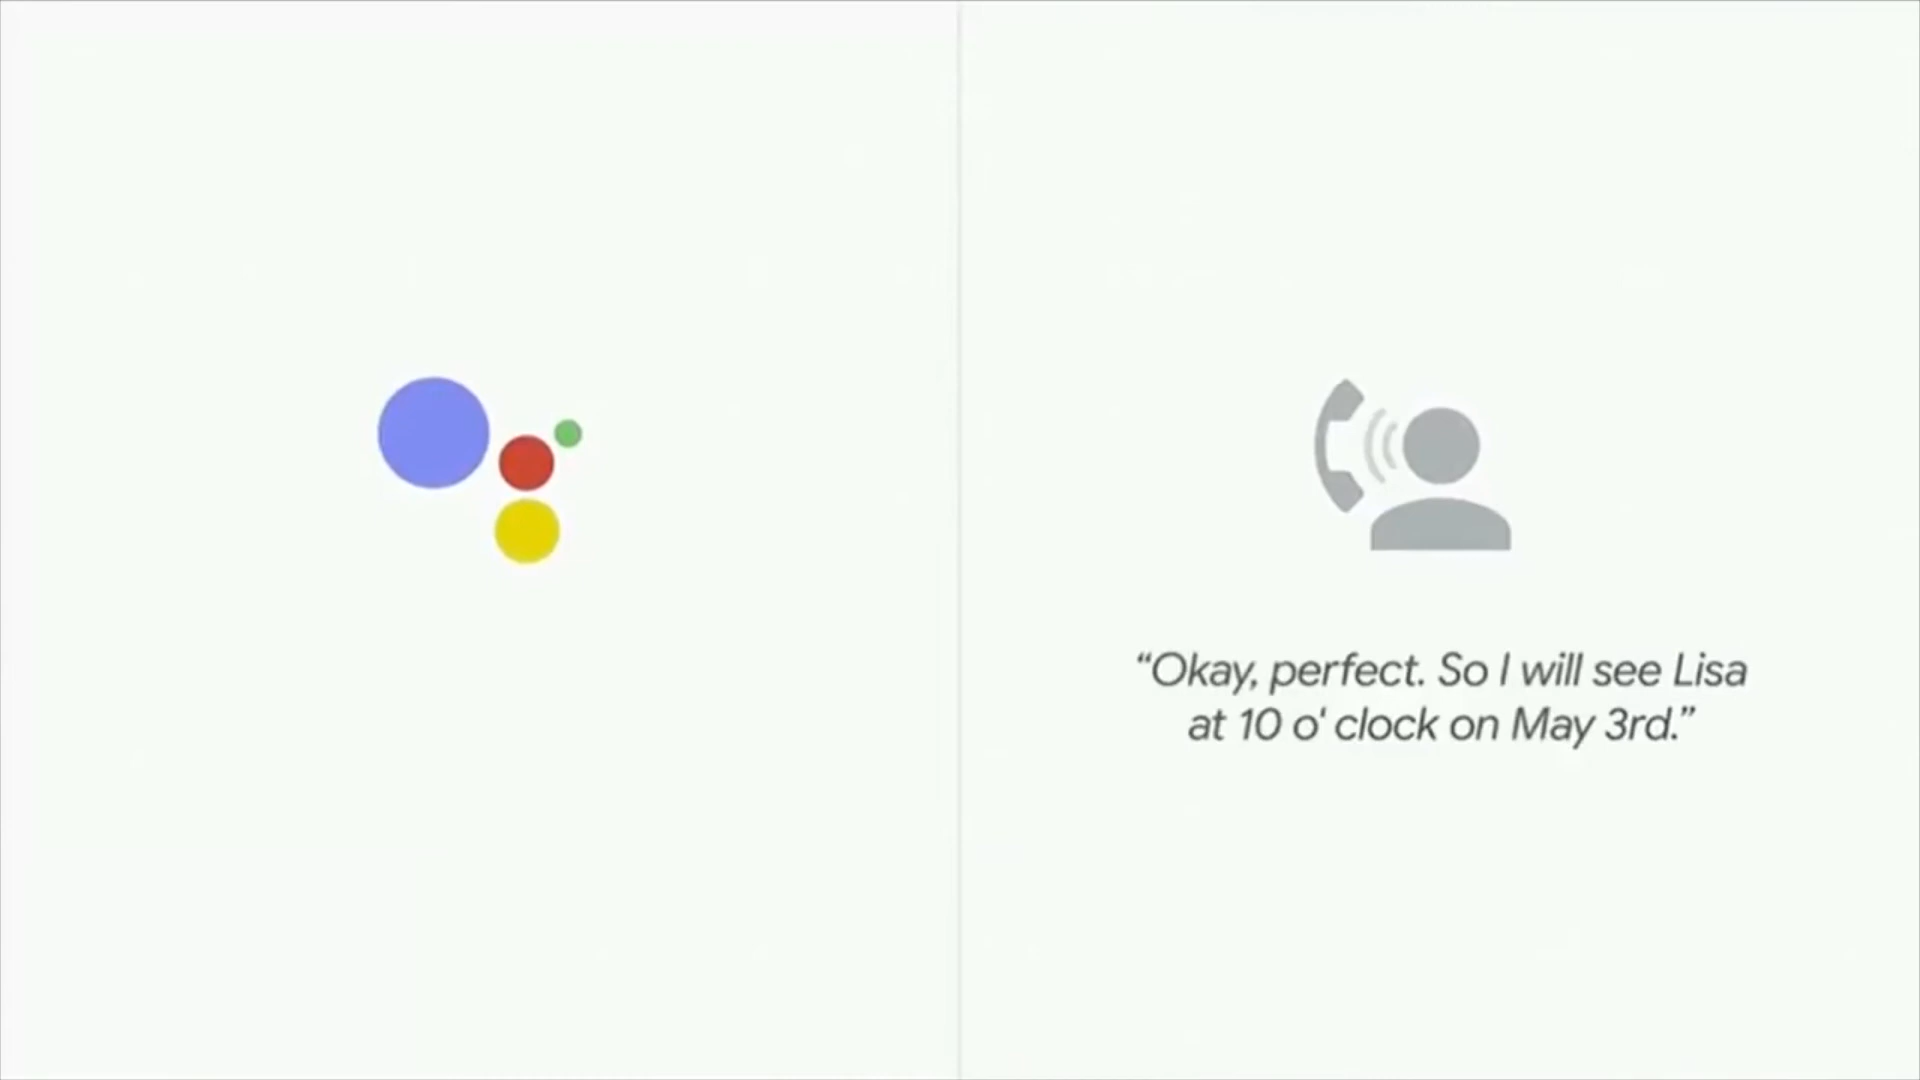 “Okay, perfect. So I will see Lisa
at 10 o' clock on May 3rd.”